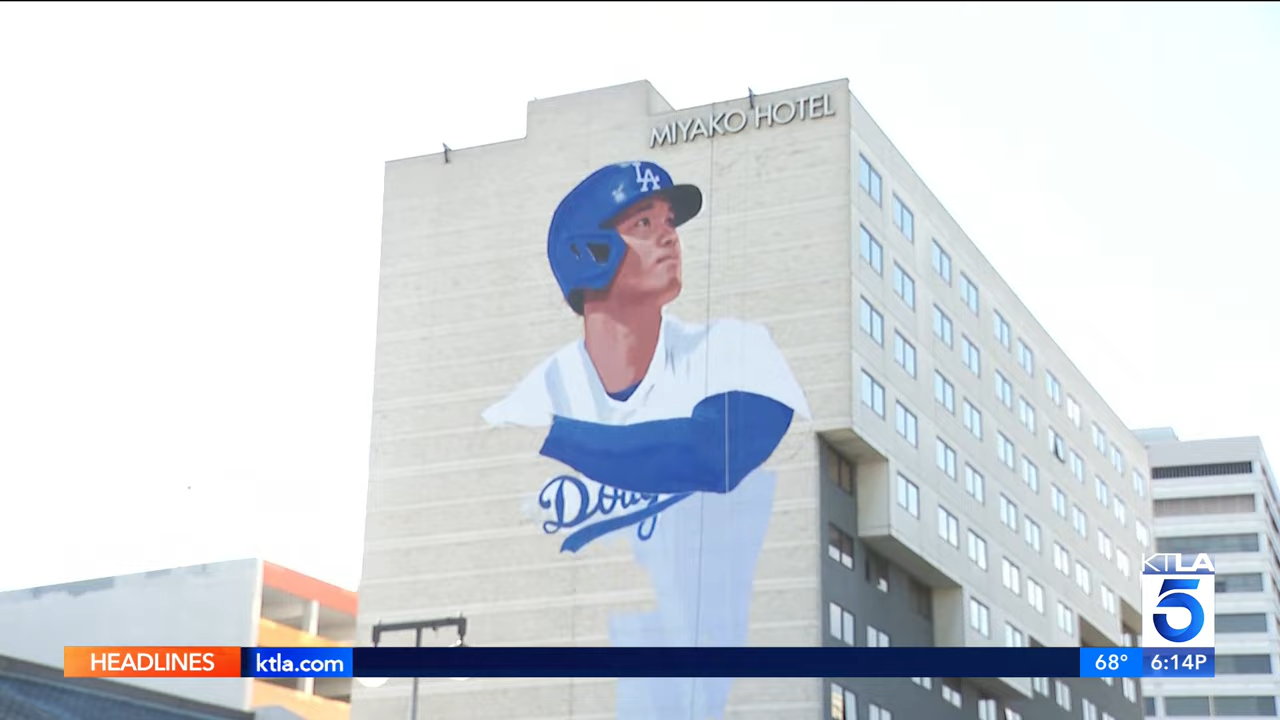 MIYAKO HOTEL
LA
Dodg
KTLA
5
HEADLINES
ktla.com
68°
6:14P